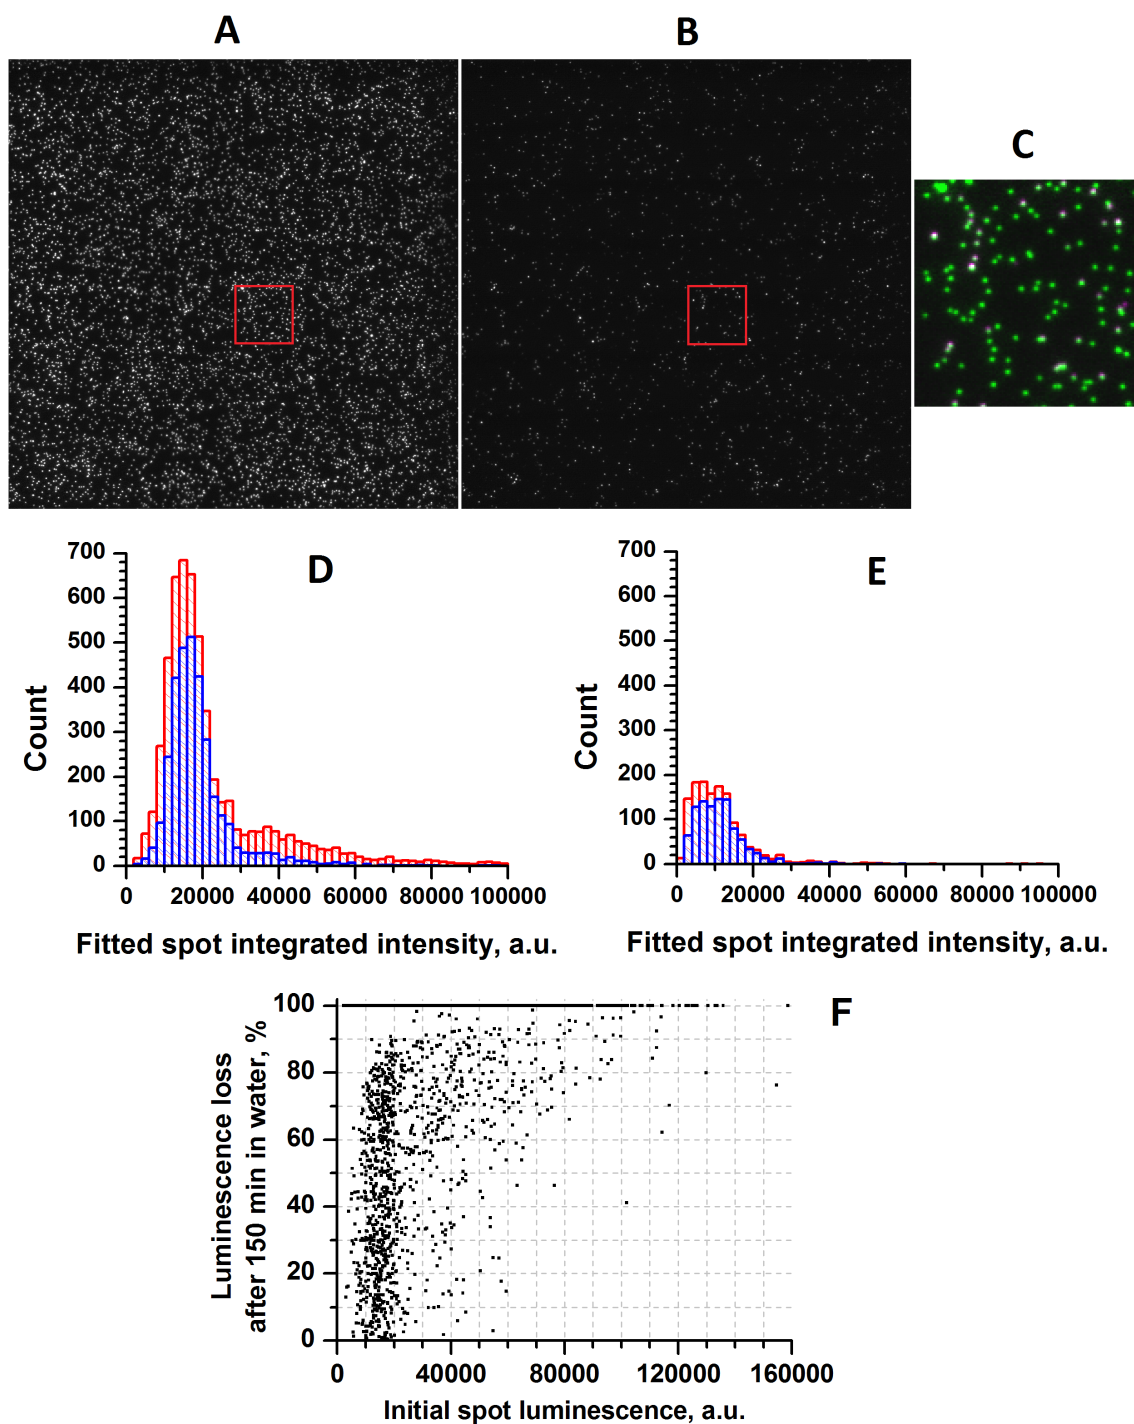 A
B
C
D
700
600
500
400
300
200
100
0
Count
0 20000 40000 60000 80000 100000
Fitted spot integrated intensity, a.u.
E
700
600
500
400
300
200
100
0
Count
0 20000 40000 60000 80000 100000
Fitted spot integrated intensity, a.u.
F
100
80
60
40
20
0
Luminescence loss
after 150 min in water, %
0 40000 80000 120000 160000
Initial spot luminescence, a.u.